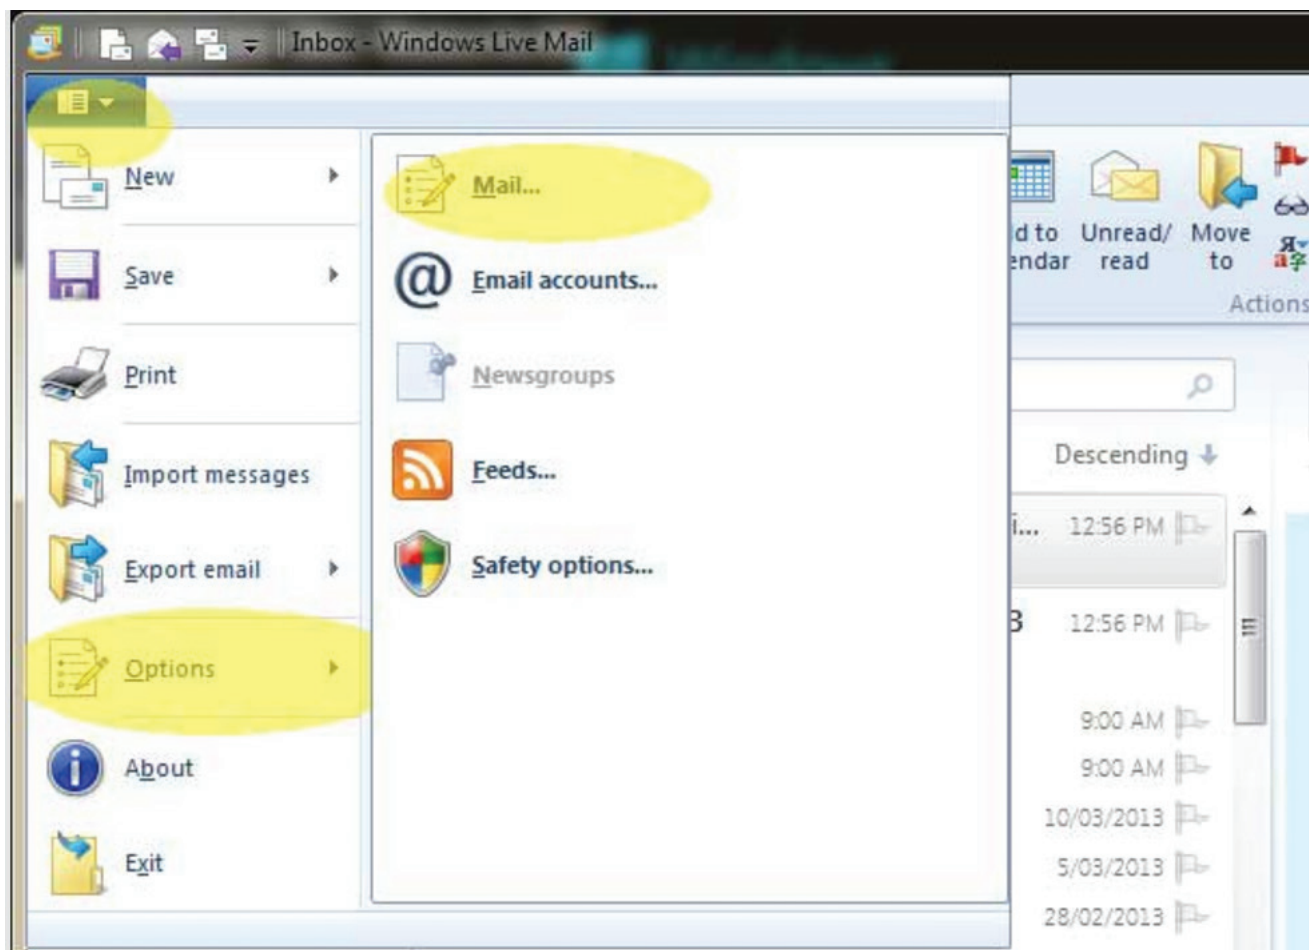 Inbox - Windows Live Mail
New
Save
Print
Import messages
Export email
Options
About
Exit
Mail...
Email accounts...
Newsgroups
Feeds...
Safety options...
Unread/
read
Move
to
Actions
Descending
12:56 PM
12:56 PM
9:00 AM
9:00 AM
10/03/2013
5/03/2013
28/02/2013